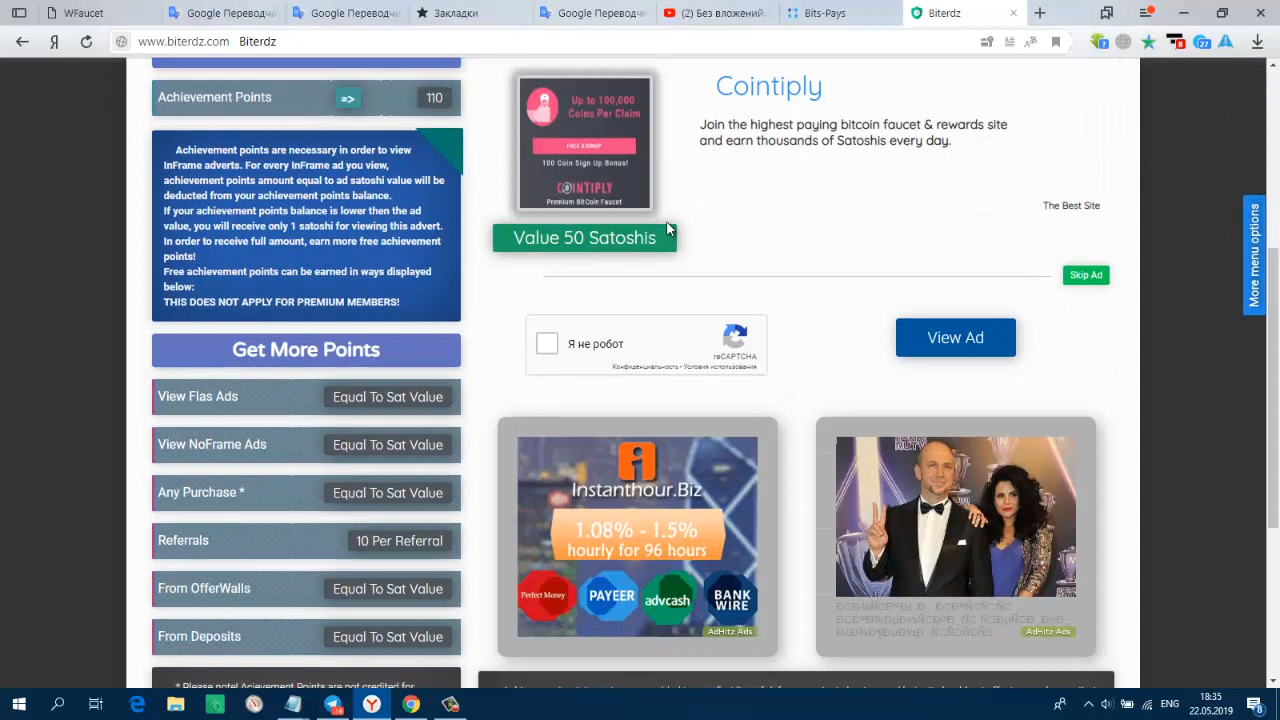 WFaucet
Google Переводч
Google Переводч
Закладки
Google Переводч
(2) Без вложений.
Bits-Pays
Biterdz
www.biterdz.com Biterdz
Achievement Points
=>
110
Achievement points are necessary in order to view
InFrame adverts. For every InFrame ad you view,
achievement points amount equal to ad satoshi value will be
deducted from your achievement points balance.
If your achievement points balance is lower then the ad
value, you will receive only 1 satoshi for viewing this advert.
In order to receive full amount, earn more free achievement
points!
Free achievement points can be earned in ways displayed
below:
THIS DOES NOT APPLY FOR PREMIUM MEMBERS!
Get More Points
View Flas Ads
Equal To Sat Value
View NoFrame Ads
Equal To Sat Value
Any Purchase *
Equal To Sat Value
Referrals
10 Per Referral
From OfferWalls
Equal To Sat Value
From Deposits
Equal To Sat Value
* Please note! Acievement Points are not credited for
Up to 100,000
Coins Per Claim
FREE SIGNUP
100 Coin Sign Up Bonus!
COINTIPLY
Premium BitCoin Faucet
Value 50 Satoshis
Cointiply
Join the highest paying bitcoin faucet & rewards site
and earn thousands of Satoshis every day.
The Best Site
Skip Ad
Я не робот
reCAPTCHA
Конфиденциальность - Условия использования
View Ad
Instanthour.Biz
1.08% - 1.5%
hourly for 96 hours
Perfect Money
PAYEER
advcash
BANK
WIRE
AdHitz Ads
RU.TV
AdHitz Ads
More menu options
7
8
27
16
ENG
18:35
22.05.2019
8